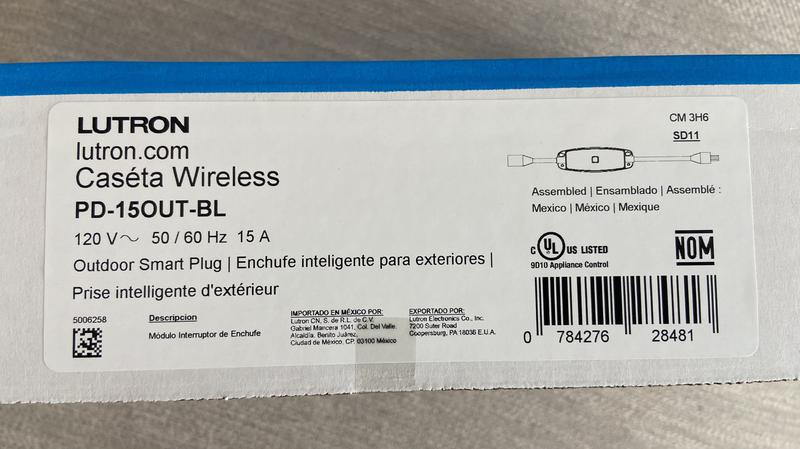 LUTRON
lutron.com
Caséta Wireless
PD-15OUT-BL
120 V~ 50 / 60 Hz 15 A
Outdoor Smart Plug | Enchufe inteligente para exteriores |
Prise intelligente d'extérieur
CM 3H6
SD11
Assembled | Ensamblado | Assemblé :
Mexico | México | Mexique
C UL US LISTED
9D10 Appliance Control
NOM
5006258
Descripcion
Módulo Interruptor de Enchufe
IMPORTADO EN MÉXICO POR:
Lutron CN, S. de R.L. de C.V.
Gabriel Mancera 1041, Col. Del Valle.
Alcaldía. Benito Juárez,
Ciudad de México, CP. 03100 México
EXPORTADO POR:
Lutron Electronics Co., Inc.
7200 Suter Road
Coopersburg, PA 18036 E.U.A.
0 784276 28481